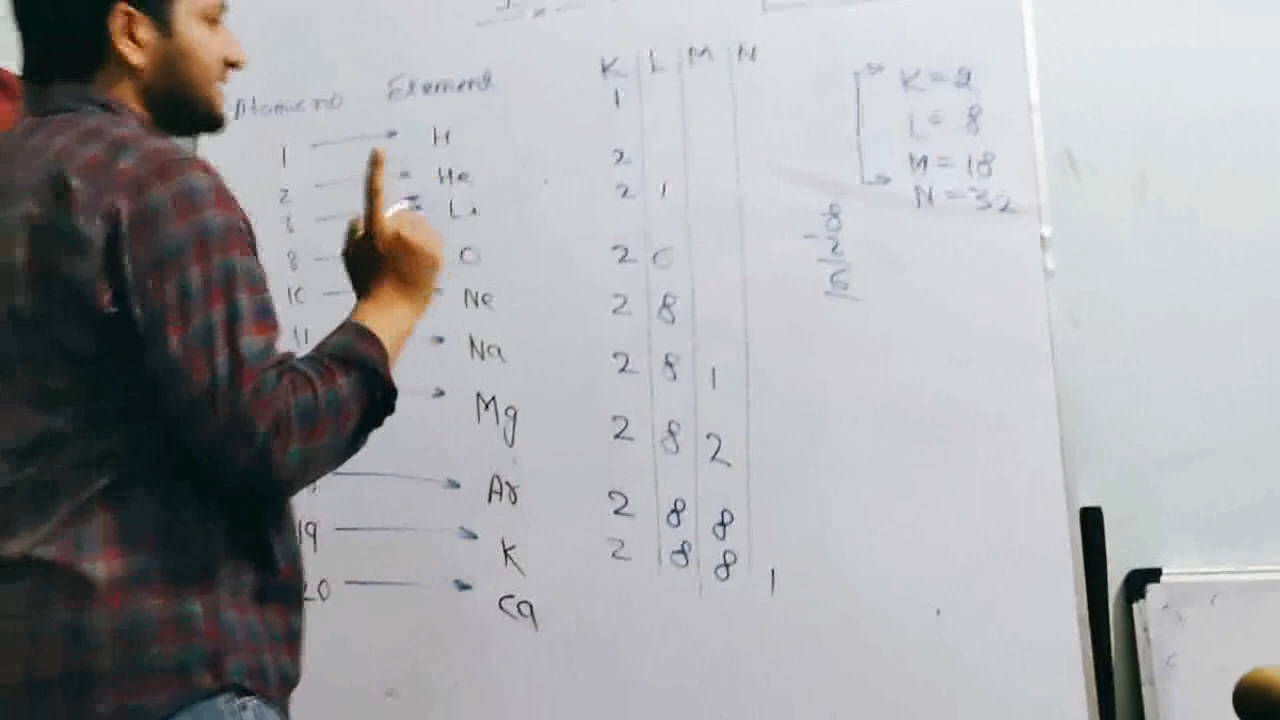 Atomic no Element K L M N
1 H 1
2 He 2
3 Li 2 1
8 O 2 6
10 Ne 2 8
11 Na 2 8 1
Mg 2 8 2
Ar 2 8 8
19 K 2 8 8 1
20 Ca
K = 2
L = 8
M = 18
N = 32